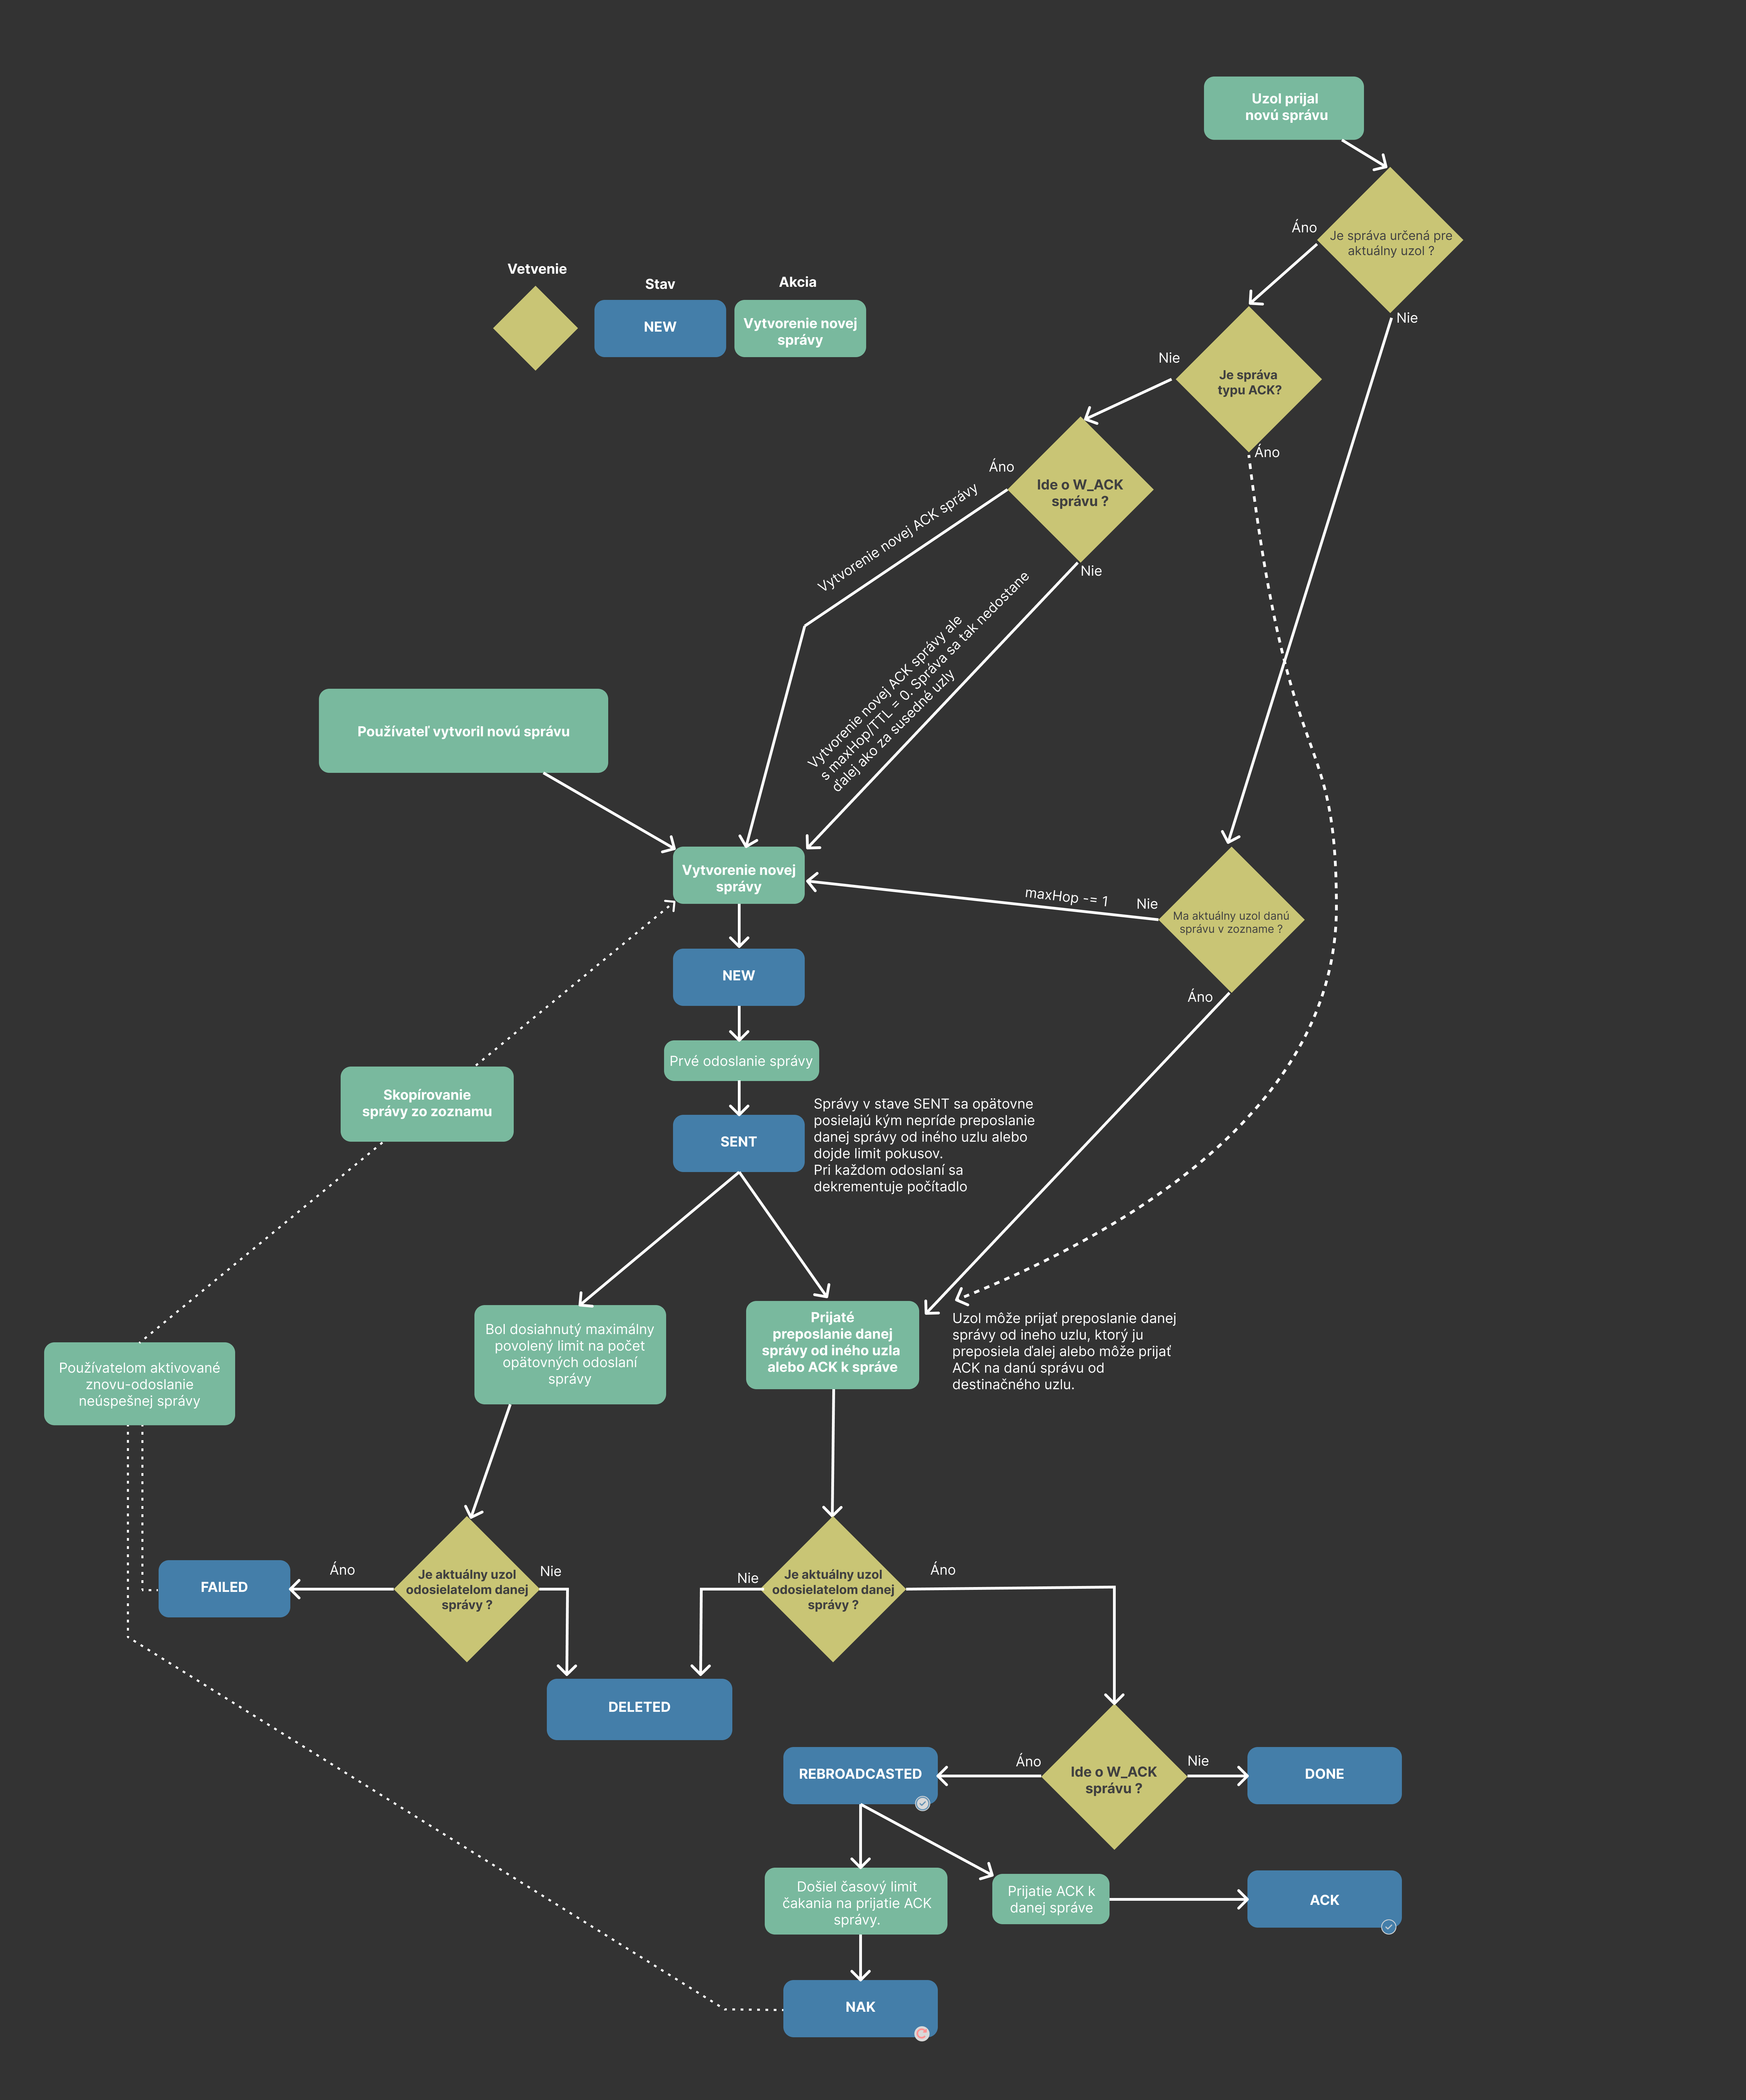 Uzol prijal
novú správu
Je správa určená pre
aktuálny uzol ?
Áno
Nie
Vetvenie
Stav
Akcia
NEW
Vytvorenie novej
správy
Je správa
typu ACK?
Nie
Áno
Ide o W_ACK
správu ?
Áno
Nie
Vytvorenie novej ACK správy
Vytvorenie novej ACK správy ale
s maxHop/TTL = 0. Správa sa tak nedostane
ďalej ako za susedné uzly
Používateľ vytvoril novú správu
Vytvorenie novej
správy
maxHop -= 1
Nie
Ma aktuálny uzol danú
správu v zozname ?
Áno
NEW
Prvé odoslanie správy
Skopírovanie
správy zo zoznamu
SENT
Správy v stave SENT sa opätovne
posielajú kým nepríde preposlanie
danej správy od iného uzlu alebo
dojde limit pokusov.
Pri každom odoslaní sa
dekrementuje počítadlo
Bol dosiahnutý maximálny
povolený limit na počet
opätovných odoslaní
správy
Prijaté
preposlanie danej
správy od iného uzla
alebo ACK k správe
Uzol môže prijať preposlanie danej
správy od ineho uzlu, ktorý ju
preposiela ďalej alebo môže prijať
ACK na danú správu od
destinačného uzlu.
Používatelom aktivované
znovu-odoslanie
neúspešnej správy
FAILED
Áno
Je aktuálny uzol
odosielatelom danej
správy ?
Nie
Nie
Je aktuálny uzol
odosielatelom danej
správy ?
Áno
DELETED
REBROADCASTED
Áno
Ide o W_ACK
správu ?
Nie
DONE
Došiel časový limit
čakania na prijatie ACK
správy.
Prijatie ACK k
danej správe
ACK
NAK